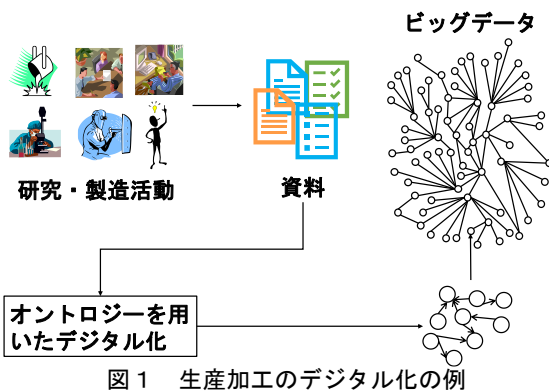 ビッグデータ
研究・製造活動
資料
オントロジーを用
いたデジタル化
図1 生産加工のデジタル化の例